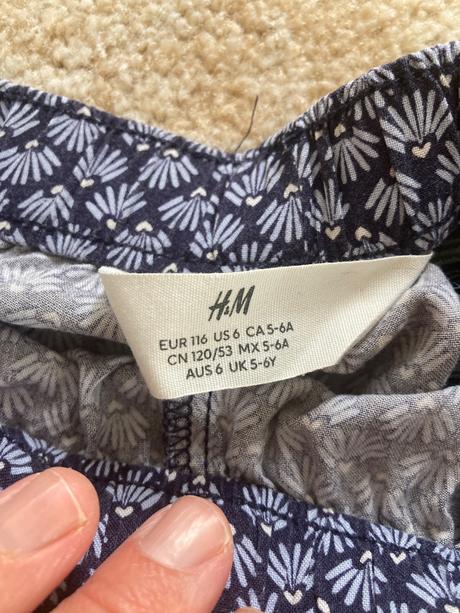 H&M
EUR 116 US 6 CA 5-6A
CN 120/53 MX 5-6A
AUS 6 UK 5-6Y